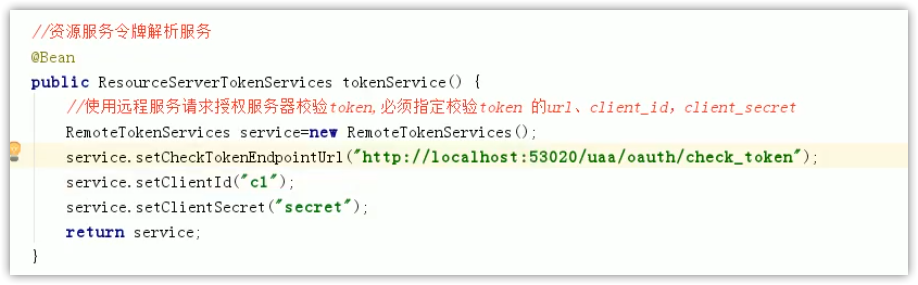 //资源服务令牌解析服务
@Bean
public ResourceServerTokenServices tokenService() {
//使用远程服务请求授权服务器校验token,必须指定校验token 的url、client_id，client_secret
RemoteTokenServices service=new RemoteTokenServices();
service.setCheckTokenEndpointUrl("http://localhost:53020/uaa/oauth/check_token");
service.setClientId("c1");
service.setClientSecret("secret");
return service;
}